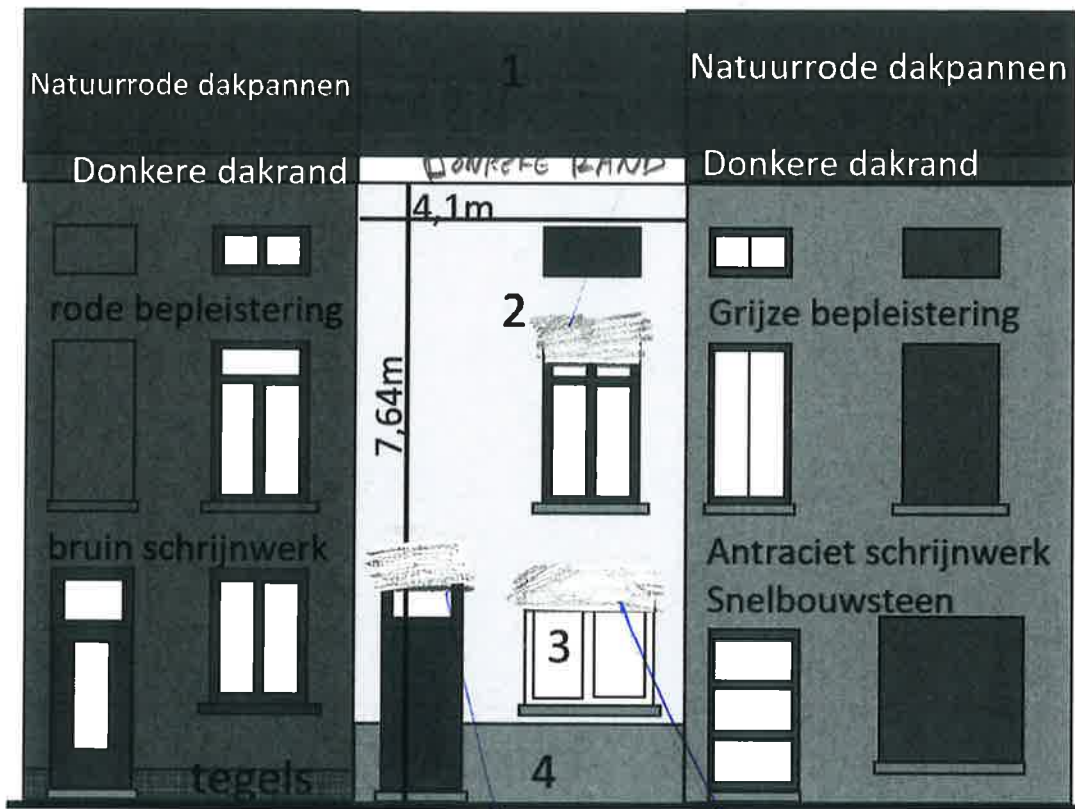 Natuurrode dakpannen
1
Natuurrode dakpannen
Donkere dakrand
DONKERE RAND
Donkere dakrand
4,1m
rode bepleistering
2
Grijze bepleistering
7,64m
bruin schrijnwerk
Antraciet schrijnwerk
Snelbouwsteen
3
tegels
4